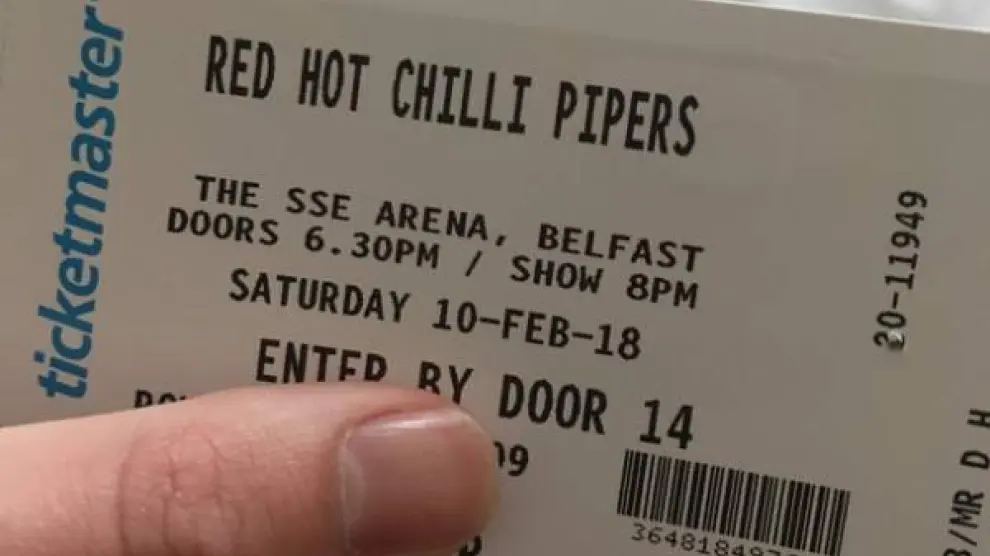 ticketmaster
RED HOT CHILLI PIPERS
THE SSE ARENA, BELFAST
DOORS 6.30PM / SHOW 8PM
SATURDAY 10-FEB-18
ENTER BY DOOR 14
20-11949
/MR D H